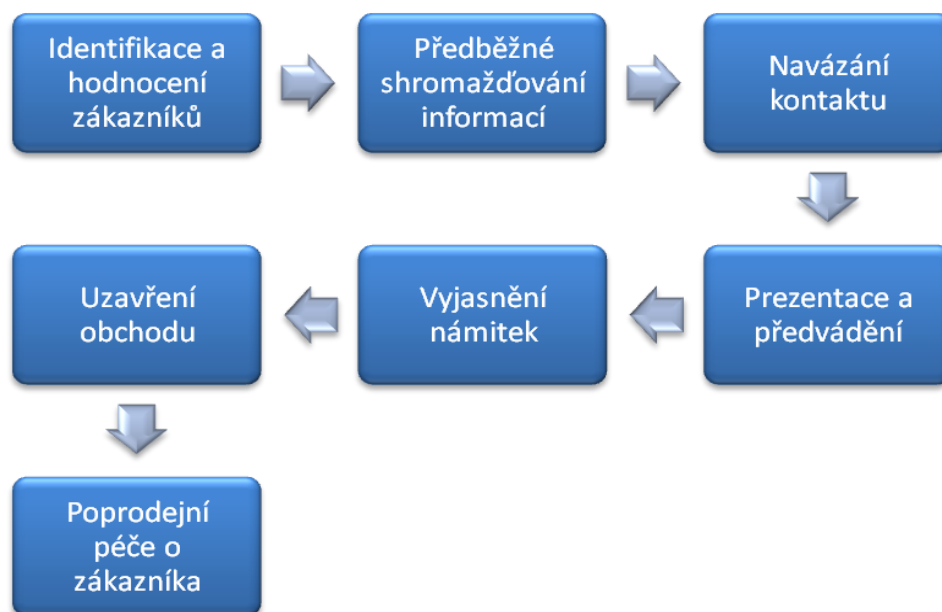 Identifikace a
hodnocení
zákazníků
Předběžné
shromažďování
informací
Navázání
kontaktu
Prezentace a
předvádění
Vyjasnění
námitek
Uzavření
obchodu
Poprodejní
péče o
zákazníka